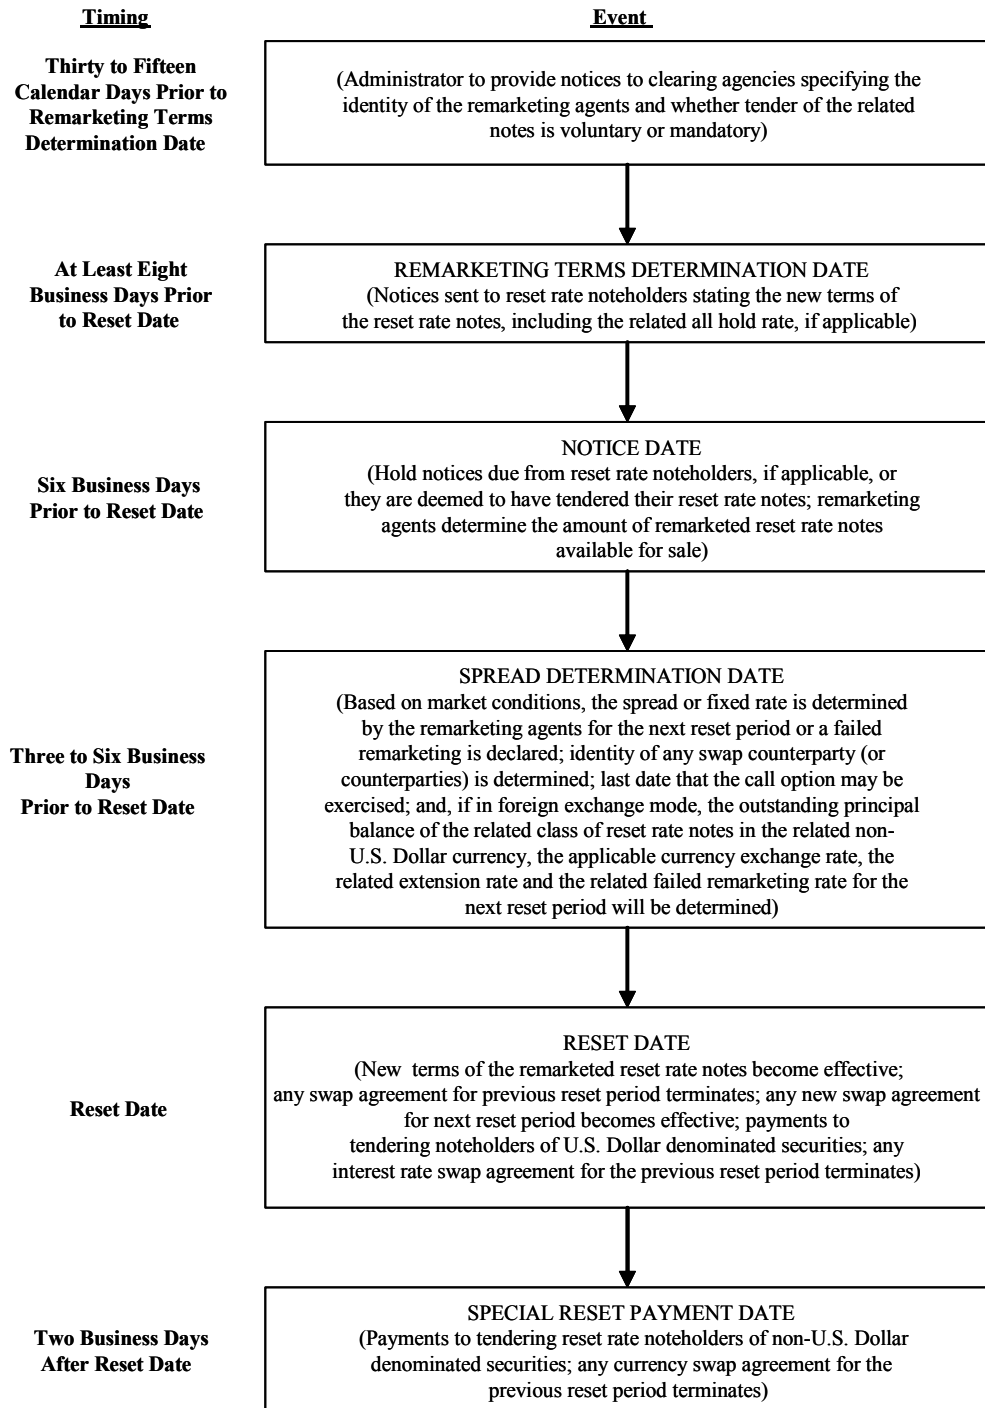 Timing
Event
Thirty to Fifteen
Calendar Days Prior to
Remarketing Terms
Determination Date
(Administrator to provide notices to clearing agencies specifying the
identity of the remarketing agents and whether tender of the related
notes is voluntary or mandatory)
At Least Eight
Business Days Prior
to Reset Date
REMARKETING TERMS DETERMINATION DATE
(Notices sent to reset rate noteholders stating the new terms of
the reset rate notes, including the related all hold rate, if applicable)
Six Business Days
Prior to Reset Date
NOTICE DATE
(Hold notices due from reset rate noteholders, if applicable, or
they are deemed to have tendered their reset rate notes; remarketing
agents determine the amount of remarketed reset rate notes
available for sale)
Three to Six Business
Days
Prior to Reset Date
SPREAD DETERMINATION DATE
(Based on market conditions, the spread or fixed rate is determined
by the remarketing agents for the next reset period or a failed
remarketing is declared; identity of any swap counterparty (or
counterparties) is determined; last date that the call option may be
exercised; and, if in foreign exchange mode, the outstanding principal
balance of the related class of reset rate notes in the related non-
U.S. Dollar currency, the applicable currency exchange rate, the
related extension rate and the related failed remarketing rate for the
next reset period will be determined)
Reset Date
RESET DATE
(New terms of the remarketed reset rate notes become effective;
any swap agreement for previous reset period terminates; any new swap agreement
for next reset period becomes effective; payments to
tendering noteholders of U.S. Dollar denominated securities; any
interest rate swap agreement for the previous reset period terminates)
Two Business Days
After Reset Date
SPECIAL RESET PAYMENT DATE
(Payments to tendering reset rate noteholders of non-U.S. Dollar
denominated securities; any currency swap agreement for the
previous reset period terminates)